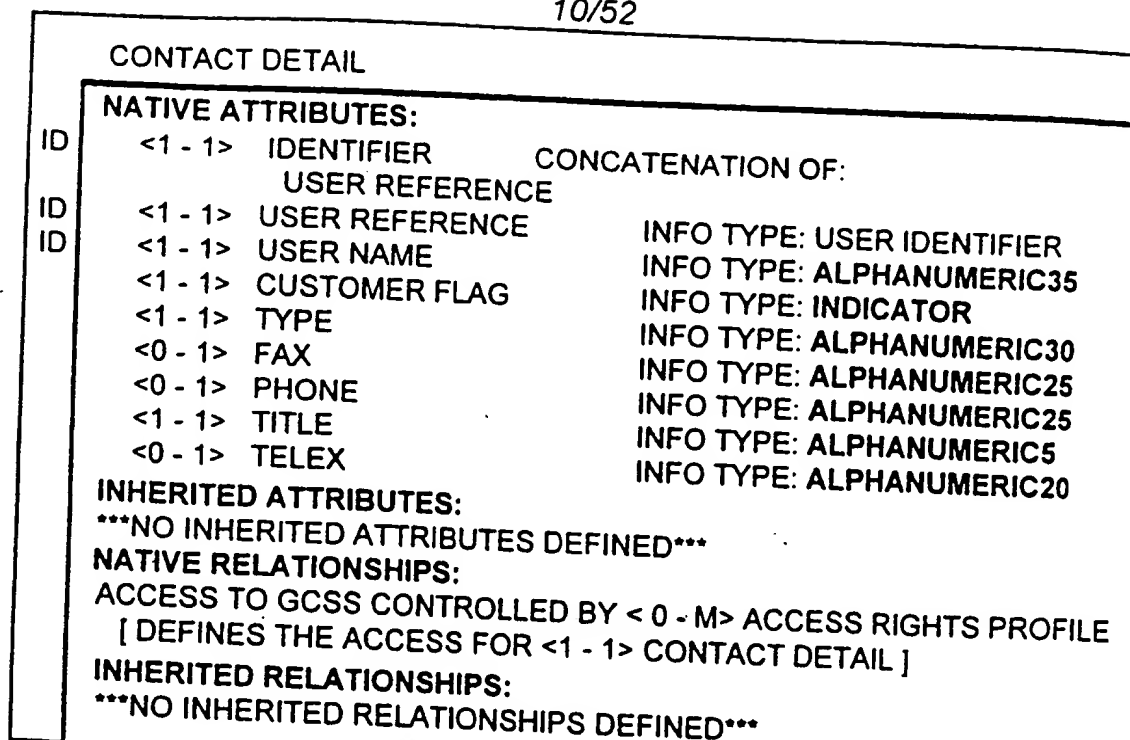 10/52
CONTACT DETAIL
NATIVE ATTRIBUTES:
ID <1 - 1> IDENTIFIER CONCATENATION OF:
USER REFERENCE
ID <1 - 1> USER REFERENCE INFO TYPE: USER IDENTIFIER
ID <1 - 1> USER NAME INFO TYPE: ALPHANUMERIC35
<1 - 1> CUSTOMER FLAG INFO TYPE: INDICATOR
<1 - 1> TYPE INFO TYPE: ALPHANUMERIC30
<0 - 1> FAX INFO TYPE: ALPHANUMERIC25
<0 - 1> PHONE INFO TYPE: ALPHANUMERIC25
<1 - 1> TITLE INFO TYPE: ALPHANUMERIC5
<0 - 1> TELEX INFO TYPE: ALPHANUMERIC20
INHERITED ATTRIBUTES:
***NO INHERITED ATTRIBUTES DEFINED***
NATIVE RELATIONSHIPS:
ACCESS TO GCSS CONTROLLED BY < 0 - M> ACCESS RIGHTS PROFILE
[ DEFINES THE ACCESS FOR <1 - 1> CONTACT DETAIL ]
INHERITED RELATIONSHIPS:
***NO INHERITED RELATIONSHIPS DEFINED***